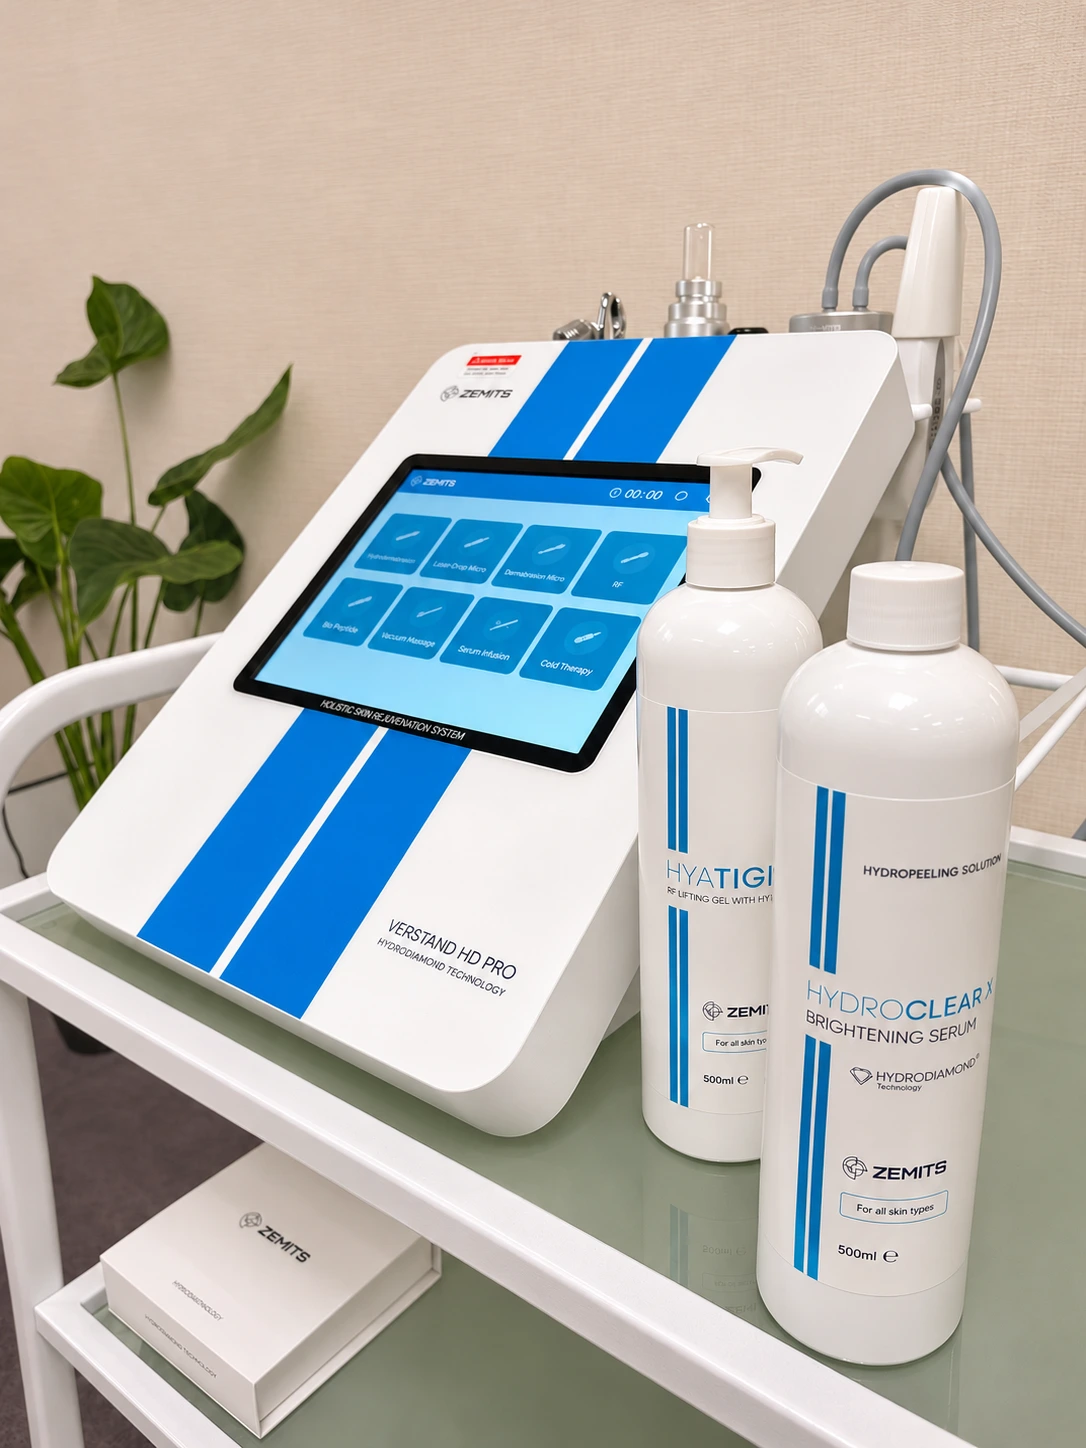 ZEMITS
ZEMITS
00:00
Hydrodermabrasion
Laser-Drop Micro
Dermabrasion Micro
RF
Bio Peptide
Vacuum Massage
Serum Infusion
Cold Therapy
HOLISTIC SKIN REJUVENATION SYSTEM
VERSTAND HD PRO
HYDRODIAMOND TECHNOLOGY
HYATIGH
RF LIFTING GEL WITH HY
ZEMITS
For all skin typ
500ml ℮
HYDROPEELING SOLUTION
HYDROCLEAR X
BRIGHTENING SERUM
HYDRODIAMOND®
Technology
ZEMITS
For all skin types
500ml ℮
ZEMITS